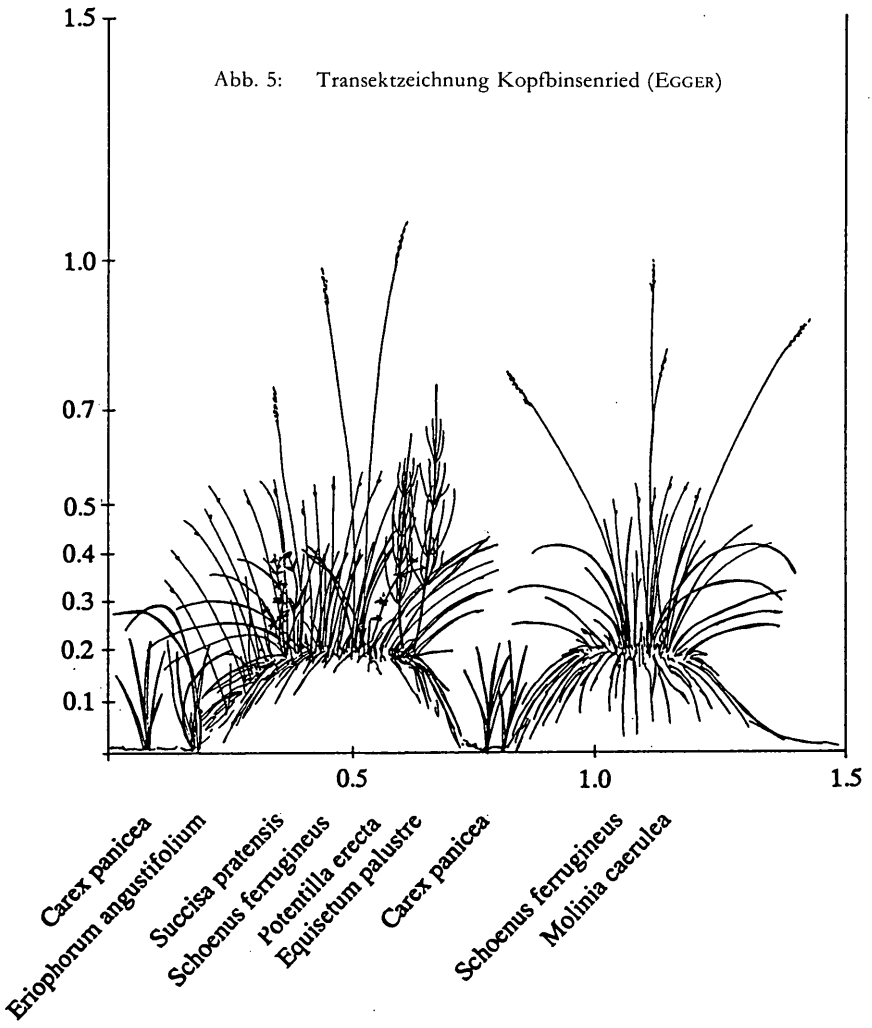 1.5
Abb. 5: Transektzeichnung Kopfbinsenried (EGGER)
1.0
0.7
0.5
0.4
0.3
0.2
0.1
0.5 1.0 1.5
Carex panicea
Eriophorum angustifolium
Succisa pratensis
Schoenus ferrugineus
Potentilla erecta
Equisetum palustre
Carex panicea
Schoenus ferrugineus
Molinia caerulea